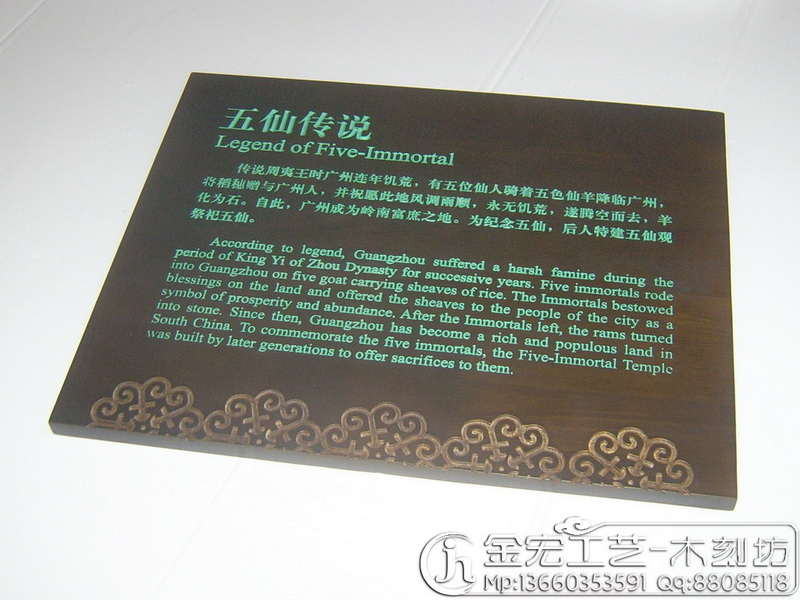 五仙传说
Legend of Five-Immortal
传说周夷王时广州连年饥荒，有五位仙人骑着五色仙羊降临广州，
将稻穗赠与广州人，并祝愿此地风调雨顺，永无饥荒，遂腾空而去，羊
化为石。自此，广州成为岭南富庶之地。为纪念五仙，后人特建五仙观
祭祀五仙。
According to legend, Guangzhou suffered a harsh famine during the
period of King Yi of Zhou Dynasty for successive years. Five immortals rode
into Guangzhou on five goat carrying sheaves of rice. The Immortals bestowed
blessings on the land and offered the sheaves to the people of the city as a
symbol of prosperity and abundance. After the Immortals left, the rams turned
into stone. Since then, Guangzhou has become a rich and populous land in
South China. To commemorate the five immortals, the Five-Immortal Temple
was built by later generations to offer sacrifices to them.
金宏工艺-木刻坊
Mp:13660353591 QQ:88085118